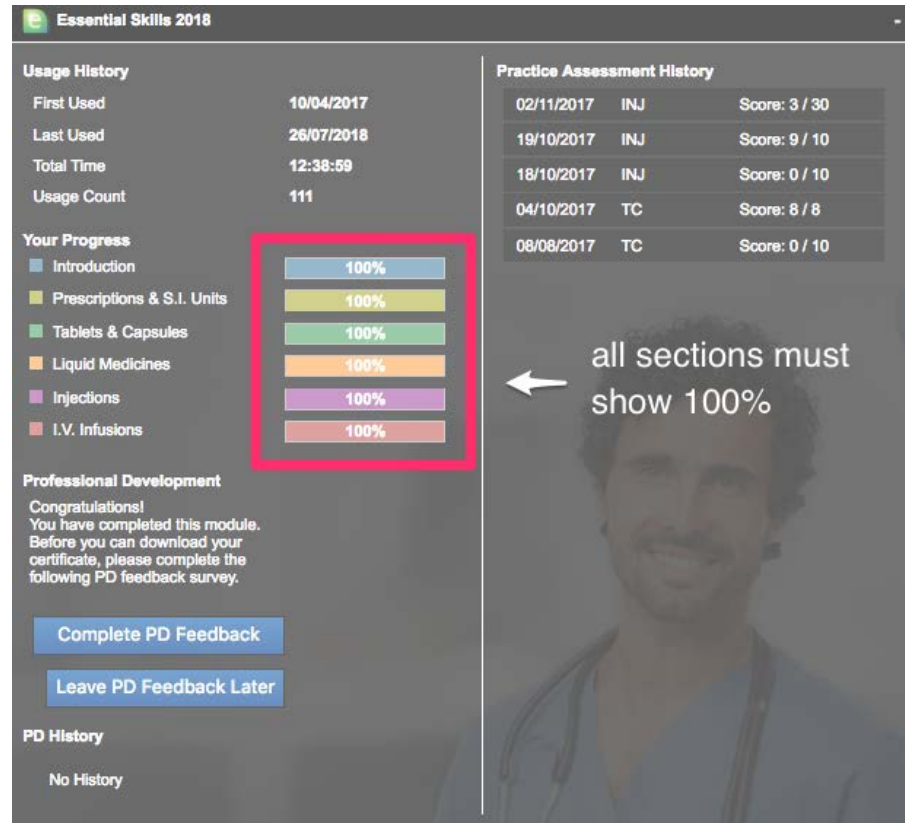 Essential Skills 2018 -
Usage History
First Used 10/04/2017
Last Used 26/07/2018
Total Time 12:38:59
Usage Count 111
Your Progress
Introduction 100%
Prescriptions & S.I. Units 100%
Tablets & Capsules 100%
Liquid Medicines 100%
Injections 100%
I.V. Infusions 100%
Professional Development
Congratulations!
You have completed this module.
Before you can download your
certificate, please complete the
following PD feedback survey.
Complete PD Feedback
Leave PD Feedback Later
PD History
No History
Practice Assessment History
02/11/2017 INJ Score: 3 / 30
19/10/2017 INJ Score: 9 / 10
18/10/2017 INJ Score: 0 / 10
04/10/2017 TC Score: 8 / 8
08/08/2017 TC Score: 0 / 10
all sections must
show 100%